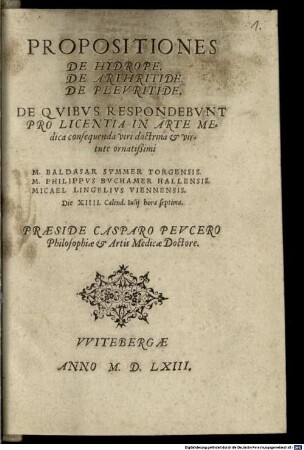 1.
PROPOSITIONES
DE HYDROPE.
DE ARTHRITIDE
DE PLEVRITIDE.
DE QVIBVS RESPONDEBVNT
PRO LICENTIA IN ARTE ME-
dica consequenda viri doctrina & vir-
tute ornatissimi
M. BALDASAR SVMMER TORGENSIS.
M. PHILIPPVS BVCHAMER HALLENSIS.
MICAEL LINGELIVS VIENNENSIS.
Die XIIII. Calend. Iulij hora septima.
PRÆSIDE CASPARO PEVCERO
Philosophiæ & Artis Medicæ Doctore.
VVITEBERGÆ
ANNO M. D. LXIII.